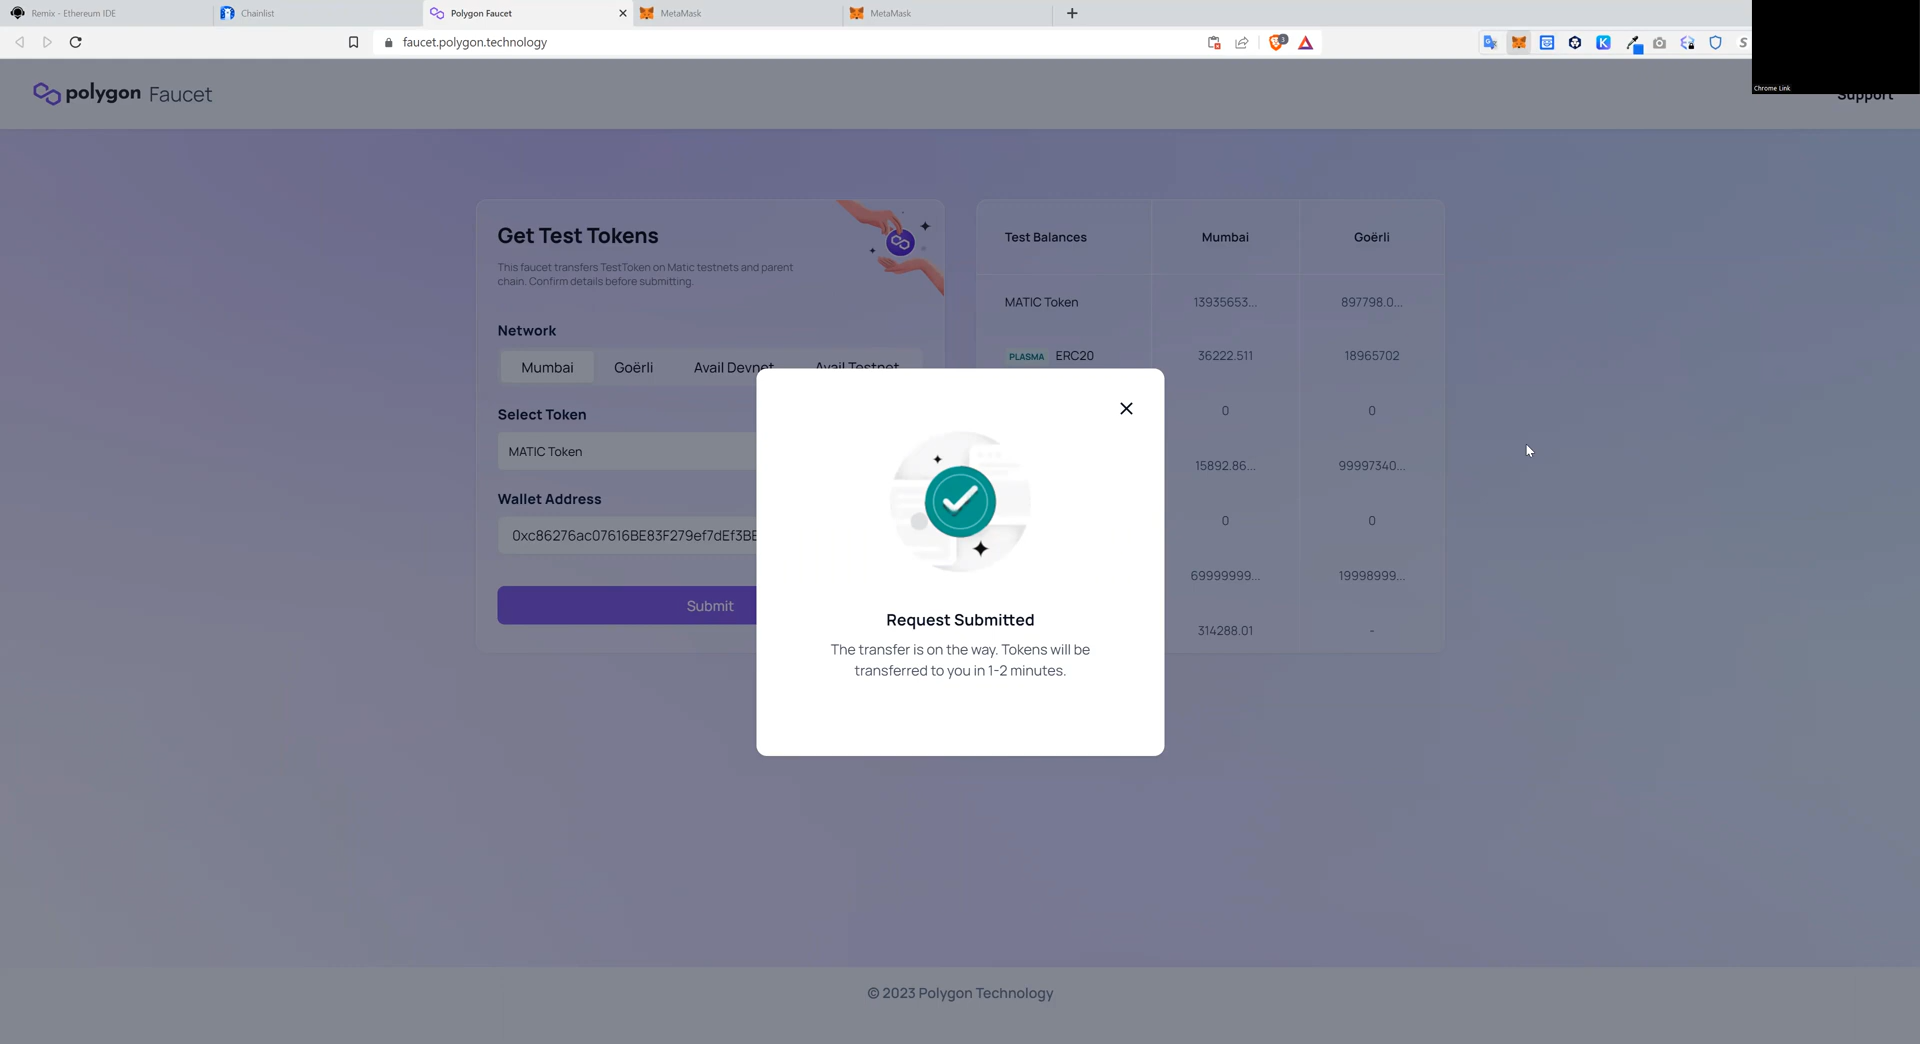 Remix - Ethereum IDE
Chainlist
Polygon Faucet
MetaMask
MetaMask
faucet.polygon.technology
3
Chrome Link
polygon Faucet
Support
Get Test Tokens
This faucet transfers TestToken on Matic testnets and parent
chain. Confirm details before submitting.
Network
Mumbai
Goërli
Avail Devnet
Avail Testnet
Select Token
MATIC Token
Wallet Address
0xc86276ac07616BE83F279ef7dEf3BE
Submit
Test Balances Mumbai Goërli
MATIC Token 13935653... 897798.0...
PLASMA ERC20 36222.511 18965702
0 0
15892.86... 99997340...
0 0
69999999... 19998999...
314288.01 -
Request Submitted
The transfer is on the way. Tokens will be
transferred to you in 1-2 minutes.
© 2023 Polygon Technology